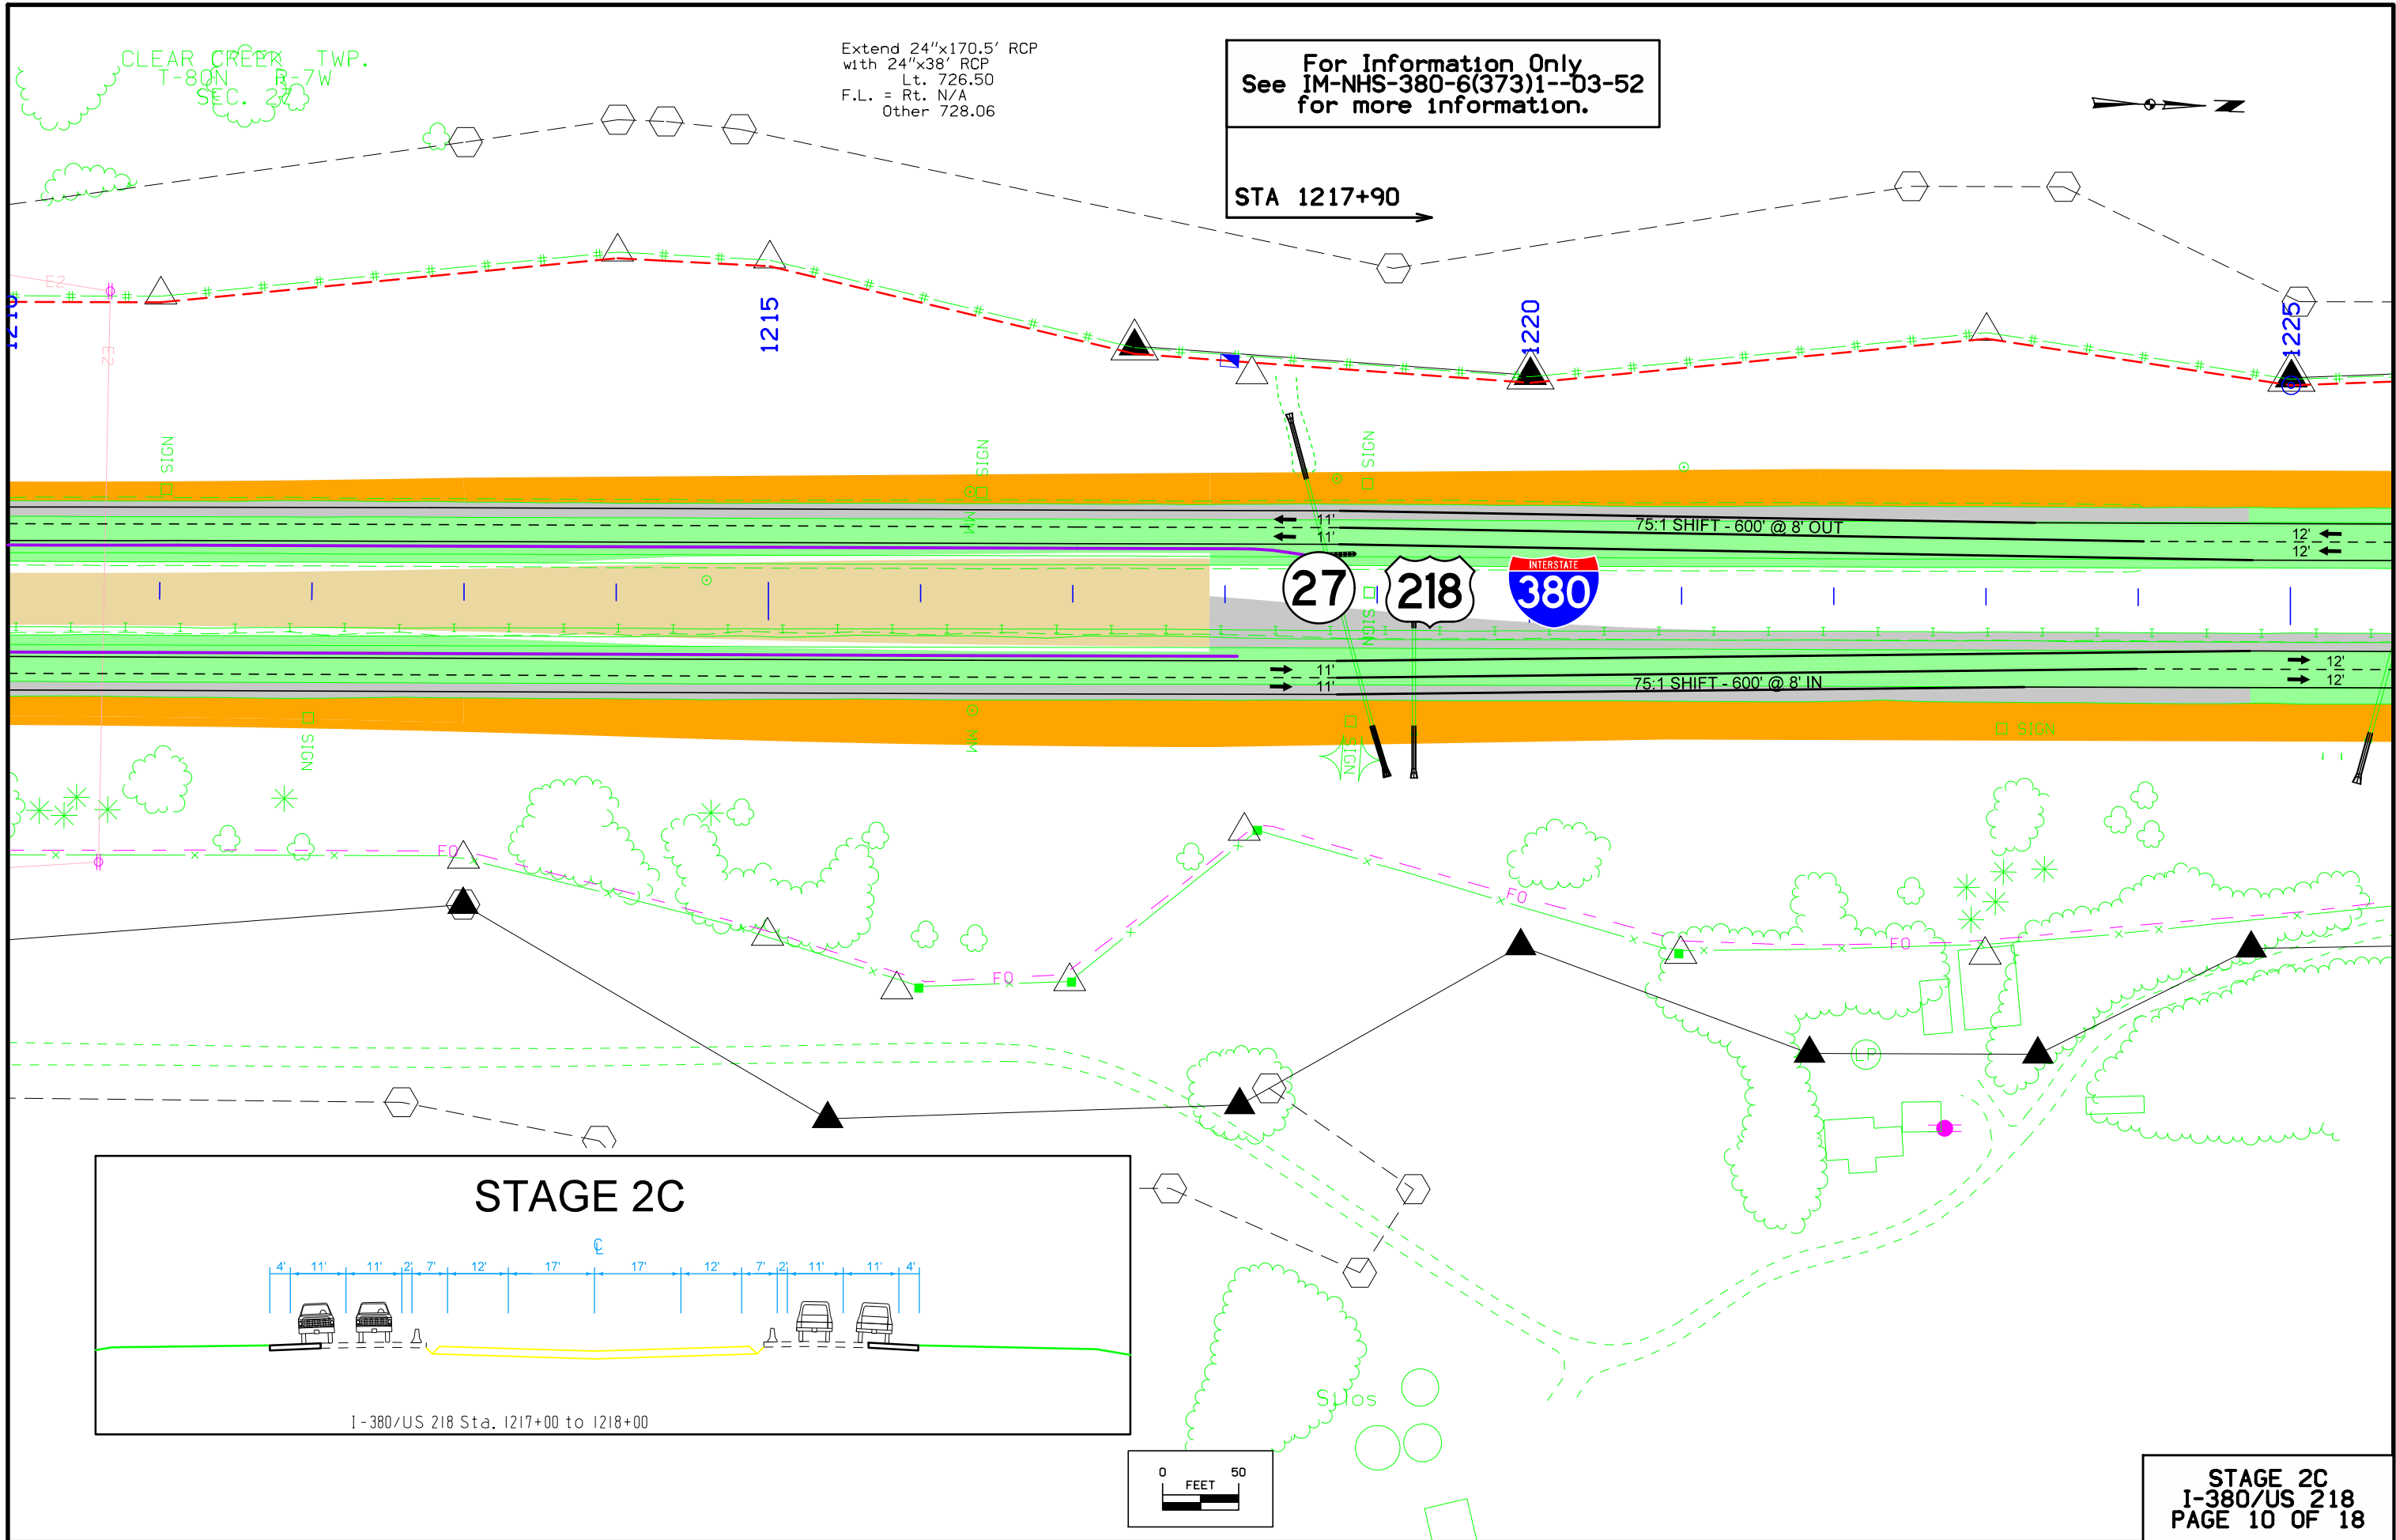 CLEAR CREEK TWP.
T-80N R-7W
SEC. 27
Extend 24"x170.5' RCP
with 24"x38' RCP
Lt. 726.50
F.L. = Rt. N/A
Other 728.06
For Information Only
See IM-NHS-380-6(373)1--03-52
for more information.
STA 1217+90
E2
E2
1210
1215
1220
1225
SIGN
SIGN
SIGN
MM
11'
11'
75:1 SHIFT - 600' @ 8' OUT
12'
12'
27
218
INTERSTATE
380
SIGN
11'
11'
75:1 SHIFT - 600' @ 8' IN
12'
12'
SIGN
MM
SIGN
SIGN
FO
FO
FO
FO
LP
STAGE 2C
CL
4' 11' 11' 2' 7' 12' 17' 17' 12' 7' 2' 11' 11' 4'
I-380/US 218 Sta. 1217+00 to 1218+00
Silos
0 50
FEET
STAGE 2C
I-380/US 218
PAGE 10 OF 18